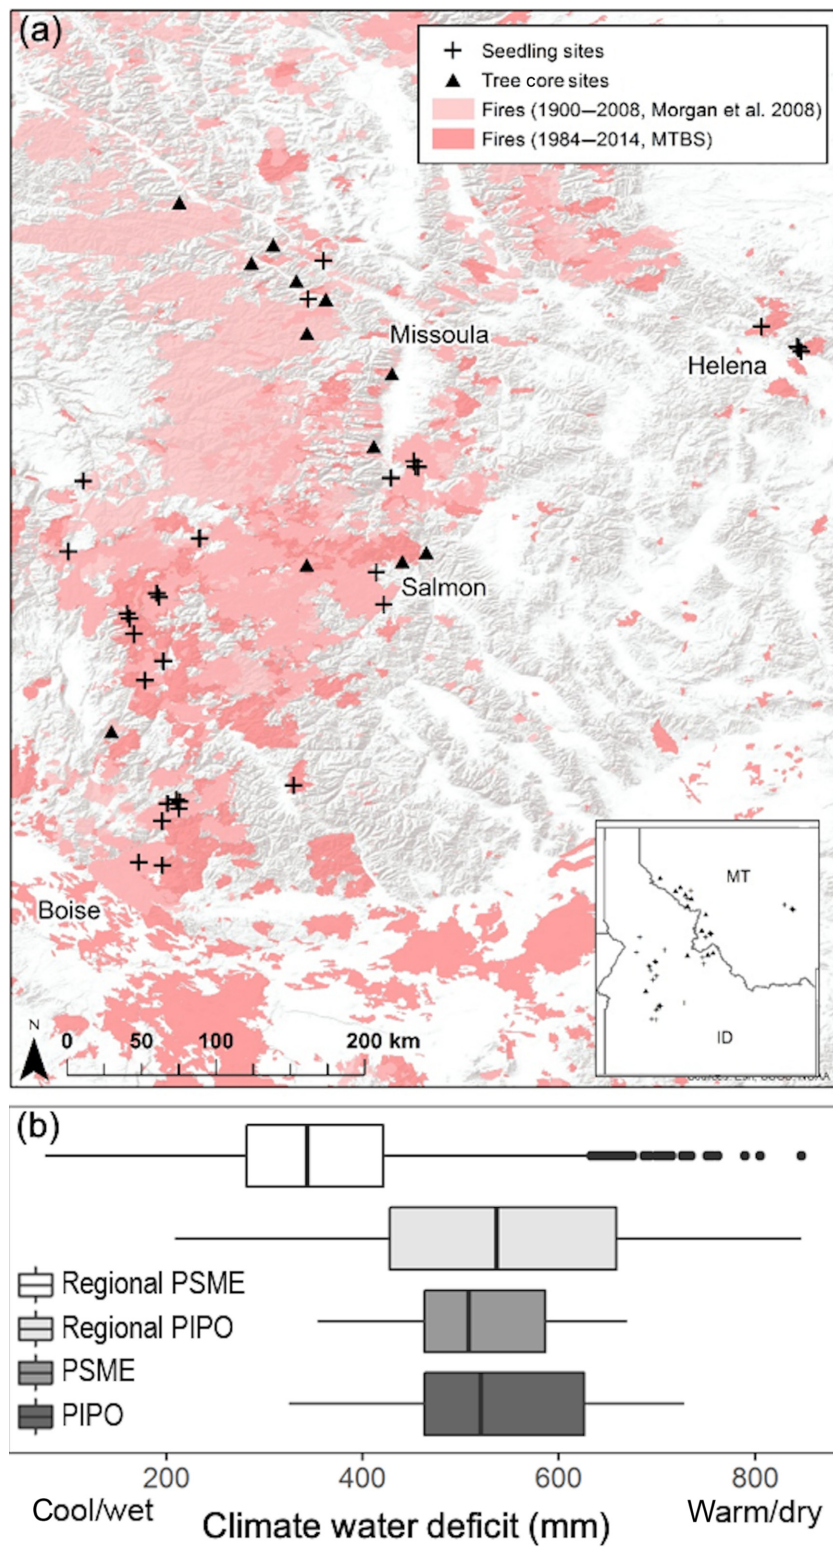 (a)
Seedling sites
Tree core sites
Fires (1900—2008, Morgan et al. 2008)
Fires (1984—2014, MTBS)
Missoula
Helena
Salmon
Boise
MT
ID
N
0 50 100 200 km
(b)
Regional PSME
Regional PIPO
PSME
PIPO
200 400 600 800
Cool/wet Warm/dry
Climate water deficit (mm)